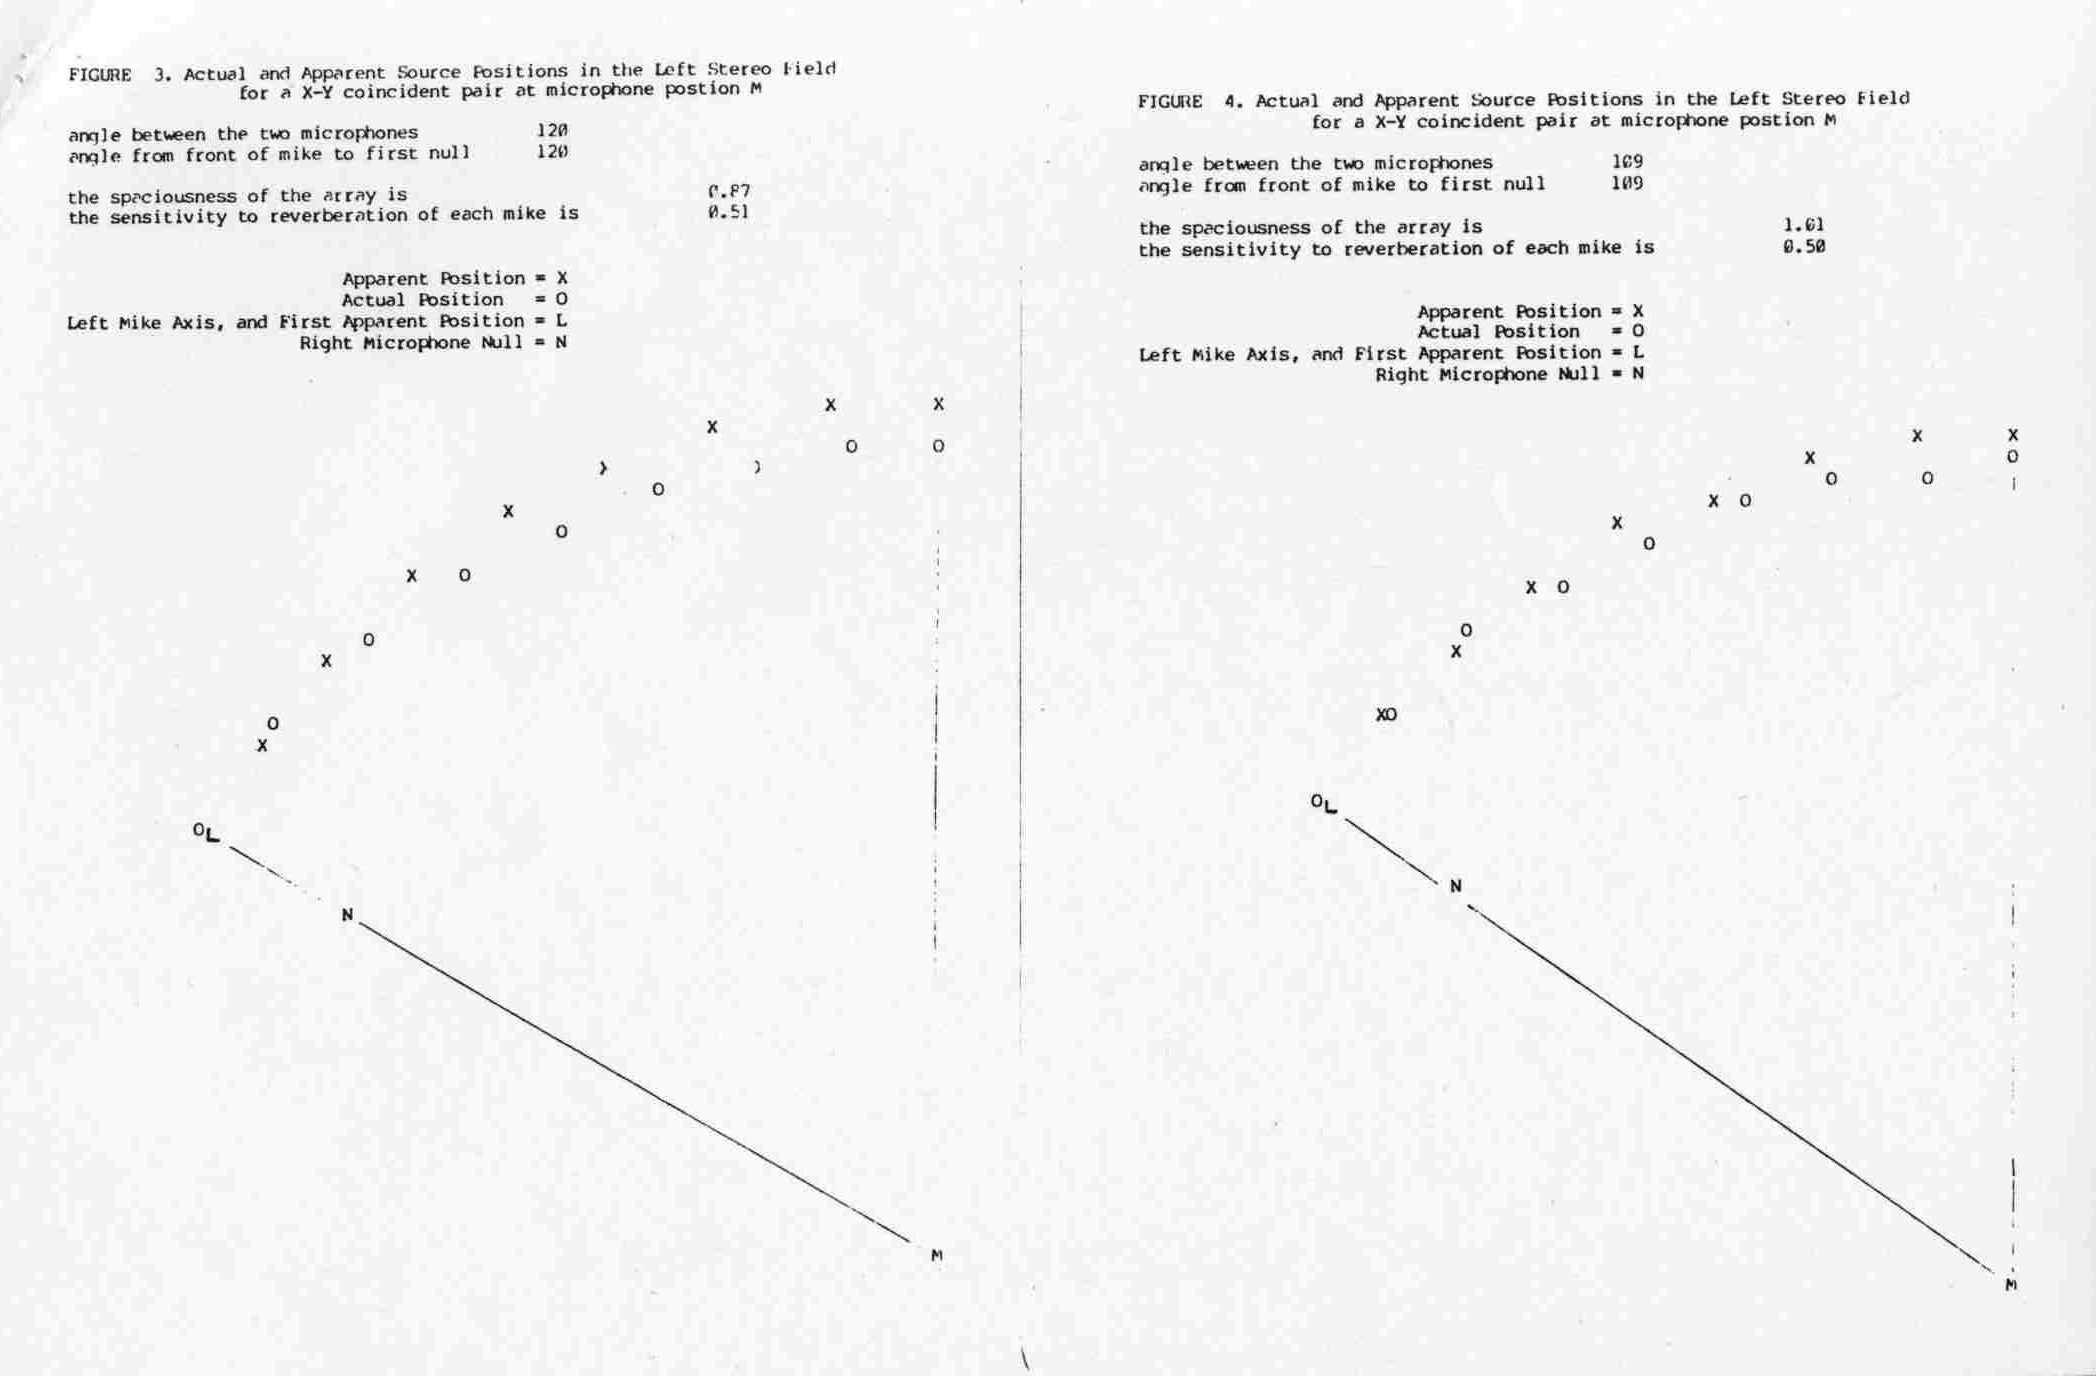 FIGURE 3. Actual and Apparent Source Positions in the Left Stereo Field
for a X-Y coincident pair at microphone postion M
angle between the two microphones 120
angle from front of mike to first null 120
the spaciousness of the array is 0.87
the sensitivity to reverberation of each mike is 0.51
Apparent Position = X
Actual Position = O
Left Mike Axis, and First Apparent Position = L
Right Microphone Null = N
X X
X
O O
X
O
X
O
X O
O
X
O
X
O L
N
M
FIGURE 4. Actual and Apparent Source Positions in the Left Stereo Field
for a X-Y coincident pair at microphone postion M
angle between the two microphones 109
angle from front of mike to first null 109
the spaciousness of the array is
the sensitivity to reverberation of each mike is 0.50
Apparent Position = X
Actual Position = O
Left Mike Axis, and First Apparent Position = L
Right Microphone Null = N
X X
X O
O O
X O
X
O
X O
O
X
XO
O L
N
M